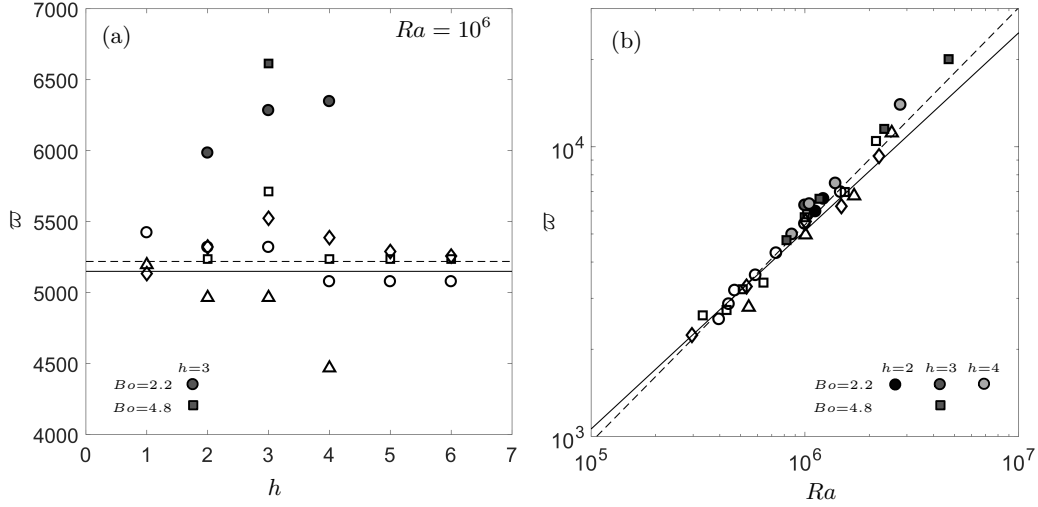 (a)
Ra = 10^6
7000
6500
6000
5500
5000
4500
4000
ϖ
h=3
Bo=2.2
Bo=4.8
0 1 2 3 4 5 6 7
h
(b)
10^4
10^3
ϖ
h=2 h=3 h=4
Bo=2.2
Bo=4.8
10^5 10^6 10^7
Ra